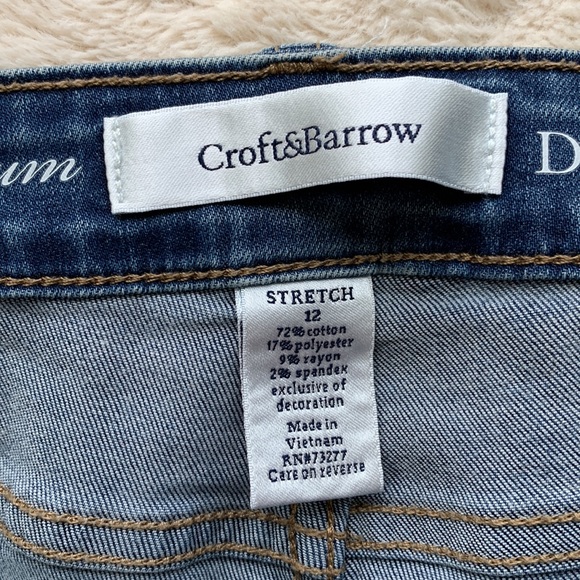 um Croft&Barrow D
STRETCH
12
72% cotton
17% polyester
9% rayon
2% spandex
exclusive of
decoration
Made in
Vietnam
RN#73277
Care on reverse